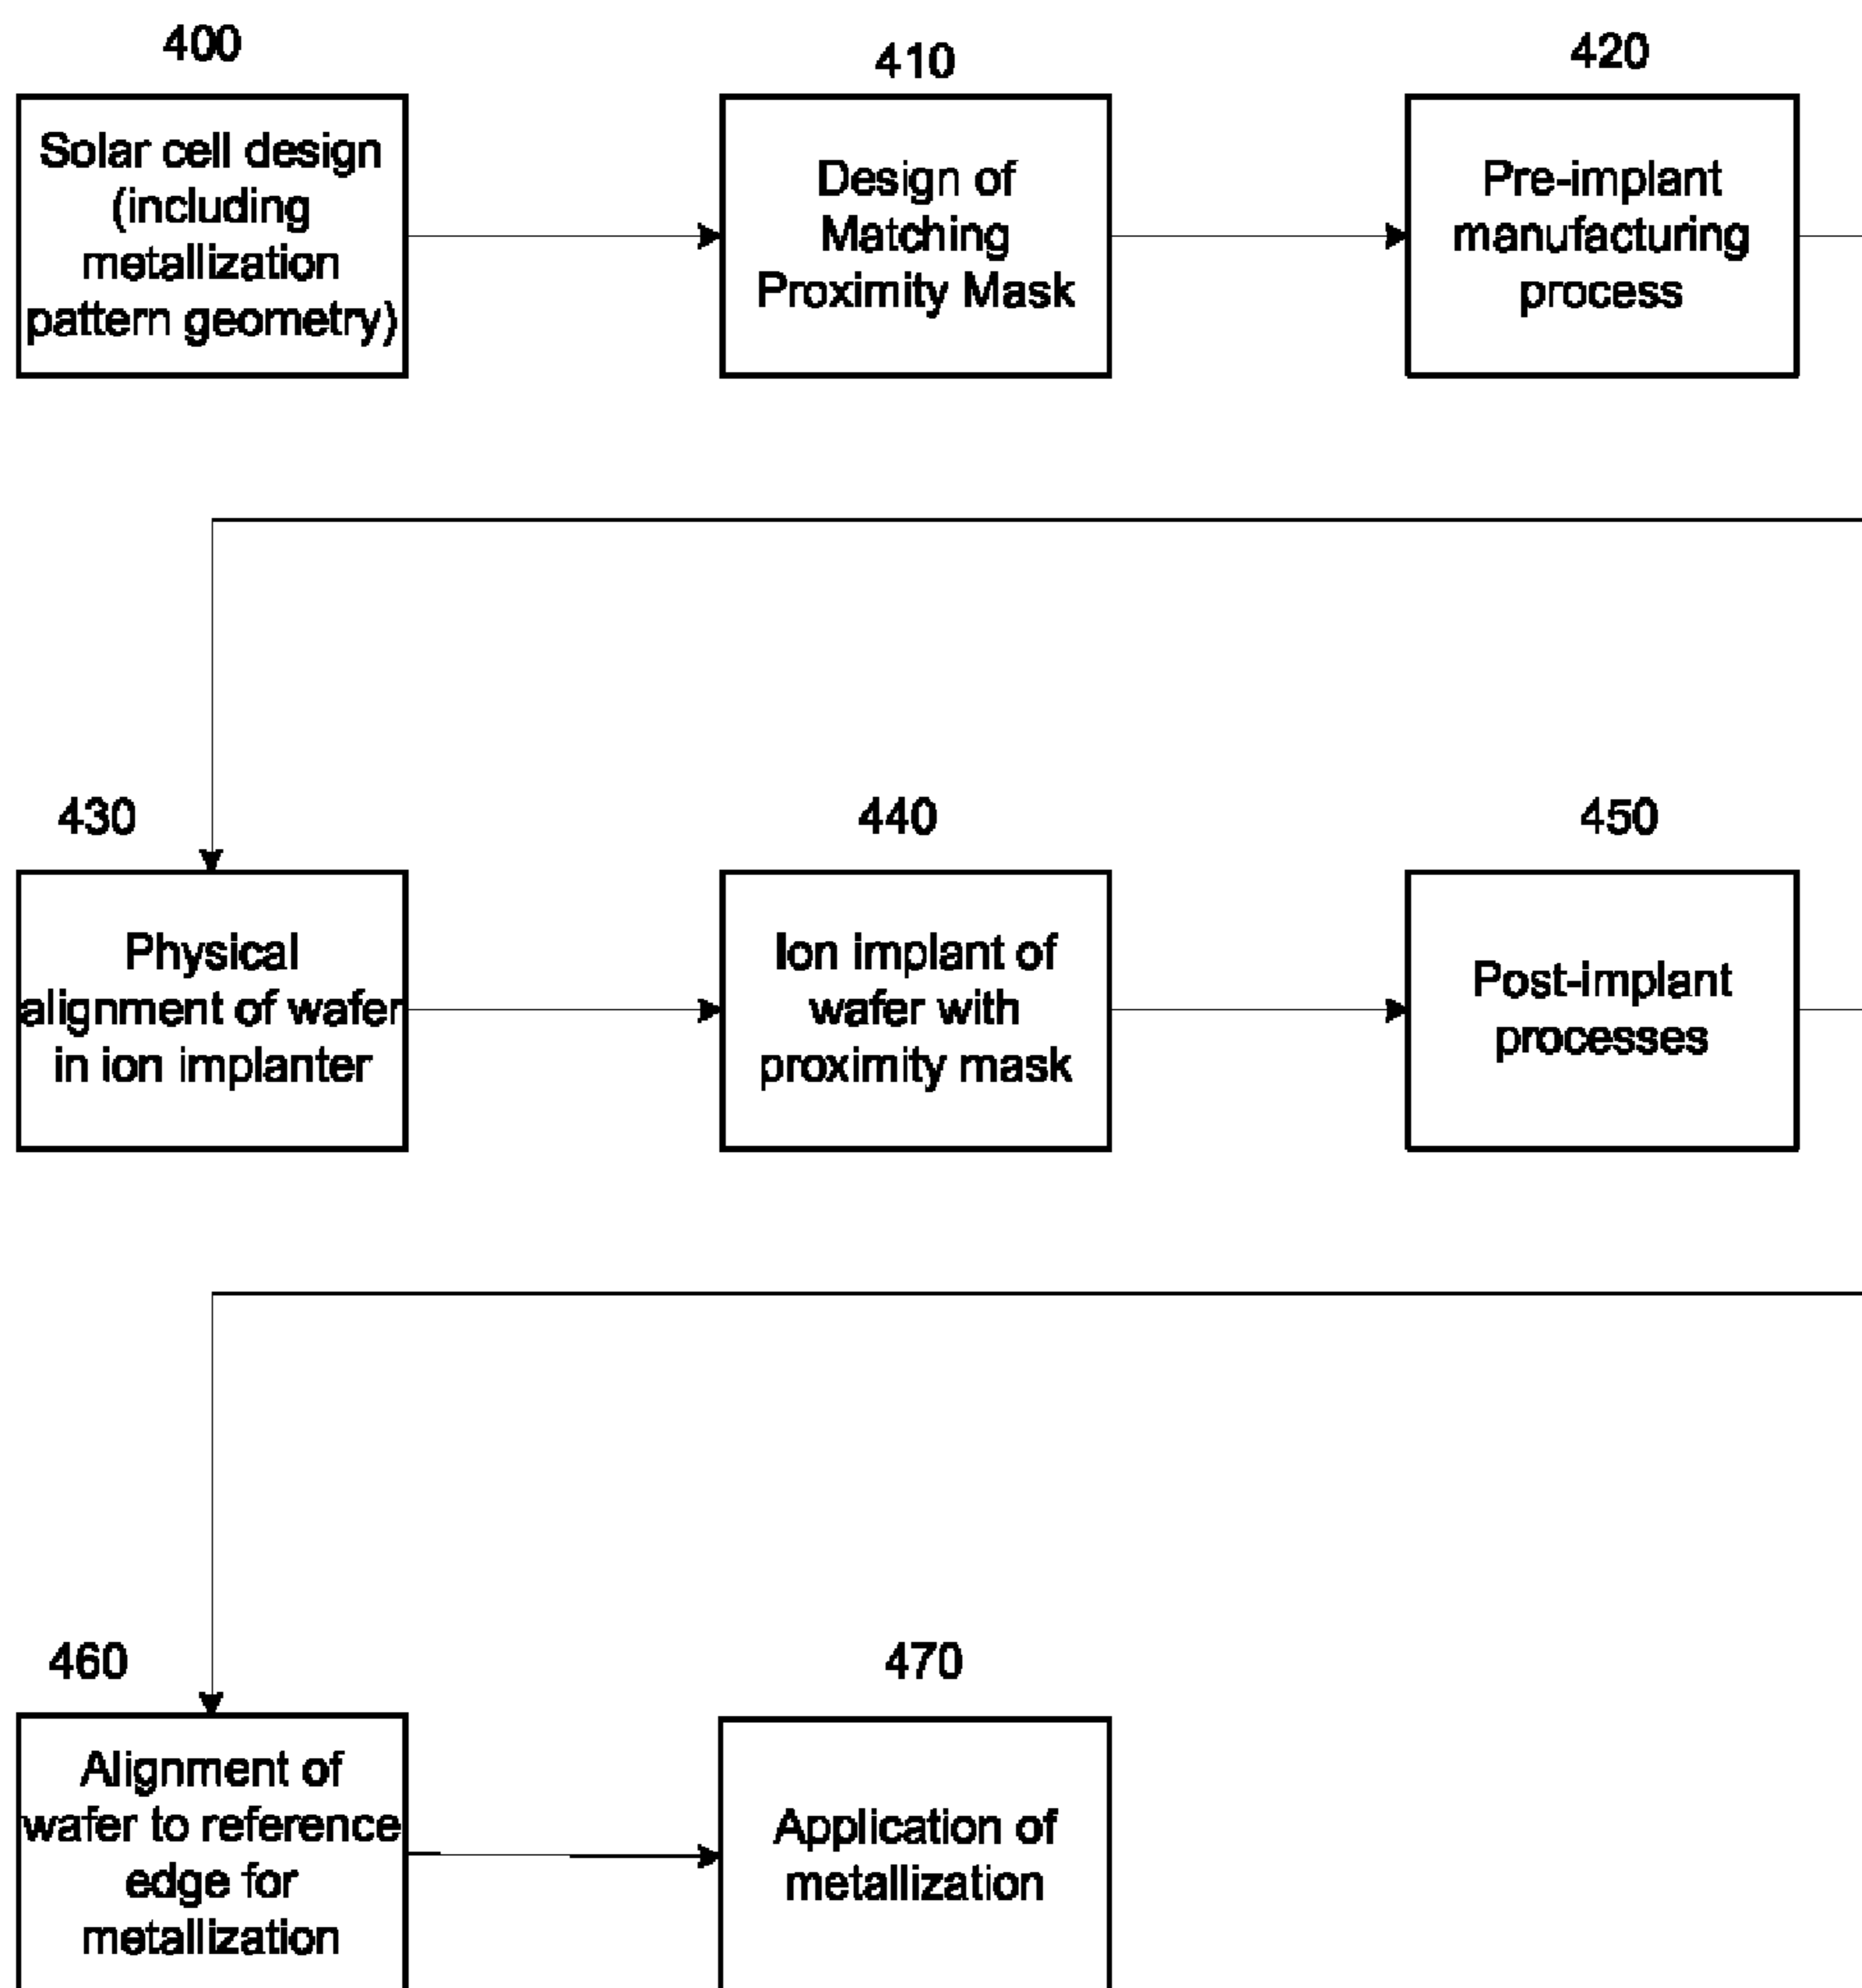 400
Solar cell design
(including
metallization
pattern geometry)
410
Design of
Matching
Proximity Mask
420
Pre-implant
manufacturing
process
430
Physical
alignment of wafer
in ion implanter
440
Ion implant of
wafer with
proximity mask
450
Post-implant
processes
460
Alignment of
wafer to reference
edge for
metallization
470
Application of
metallization